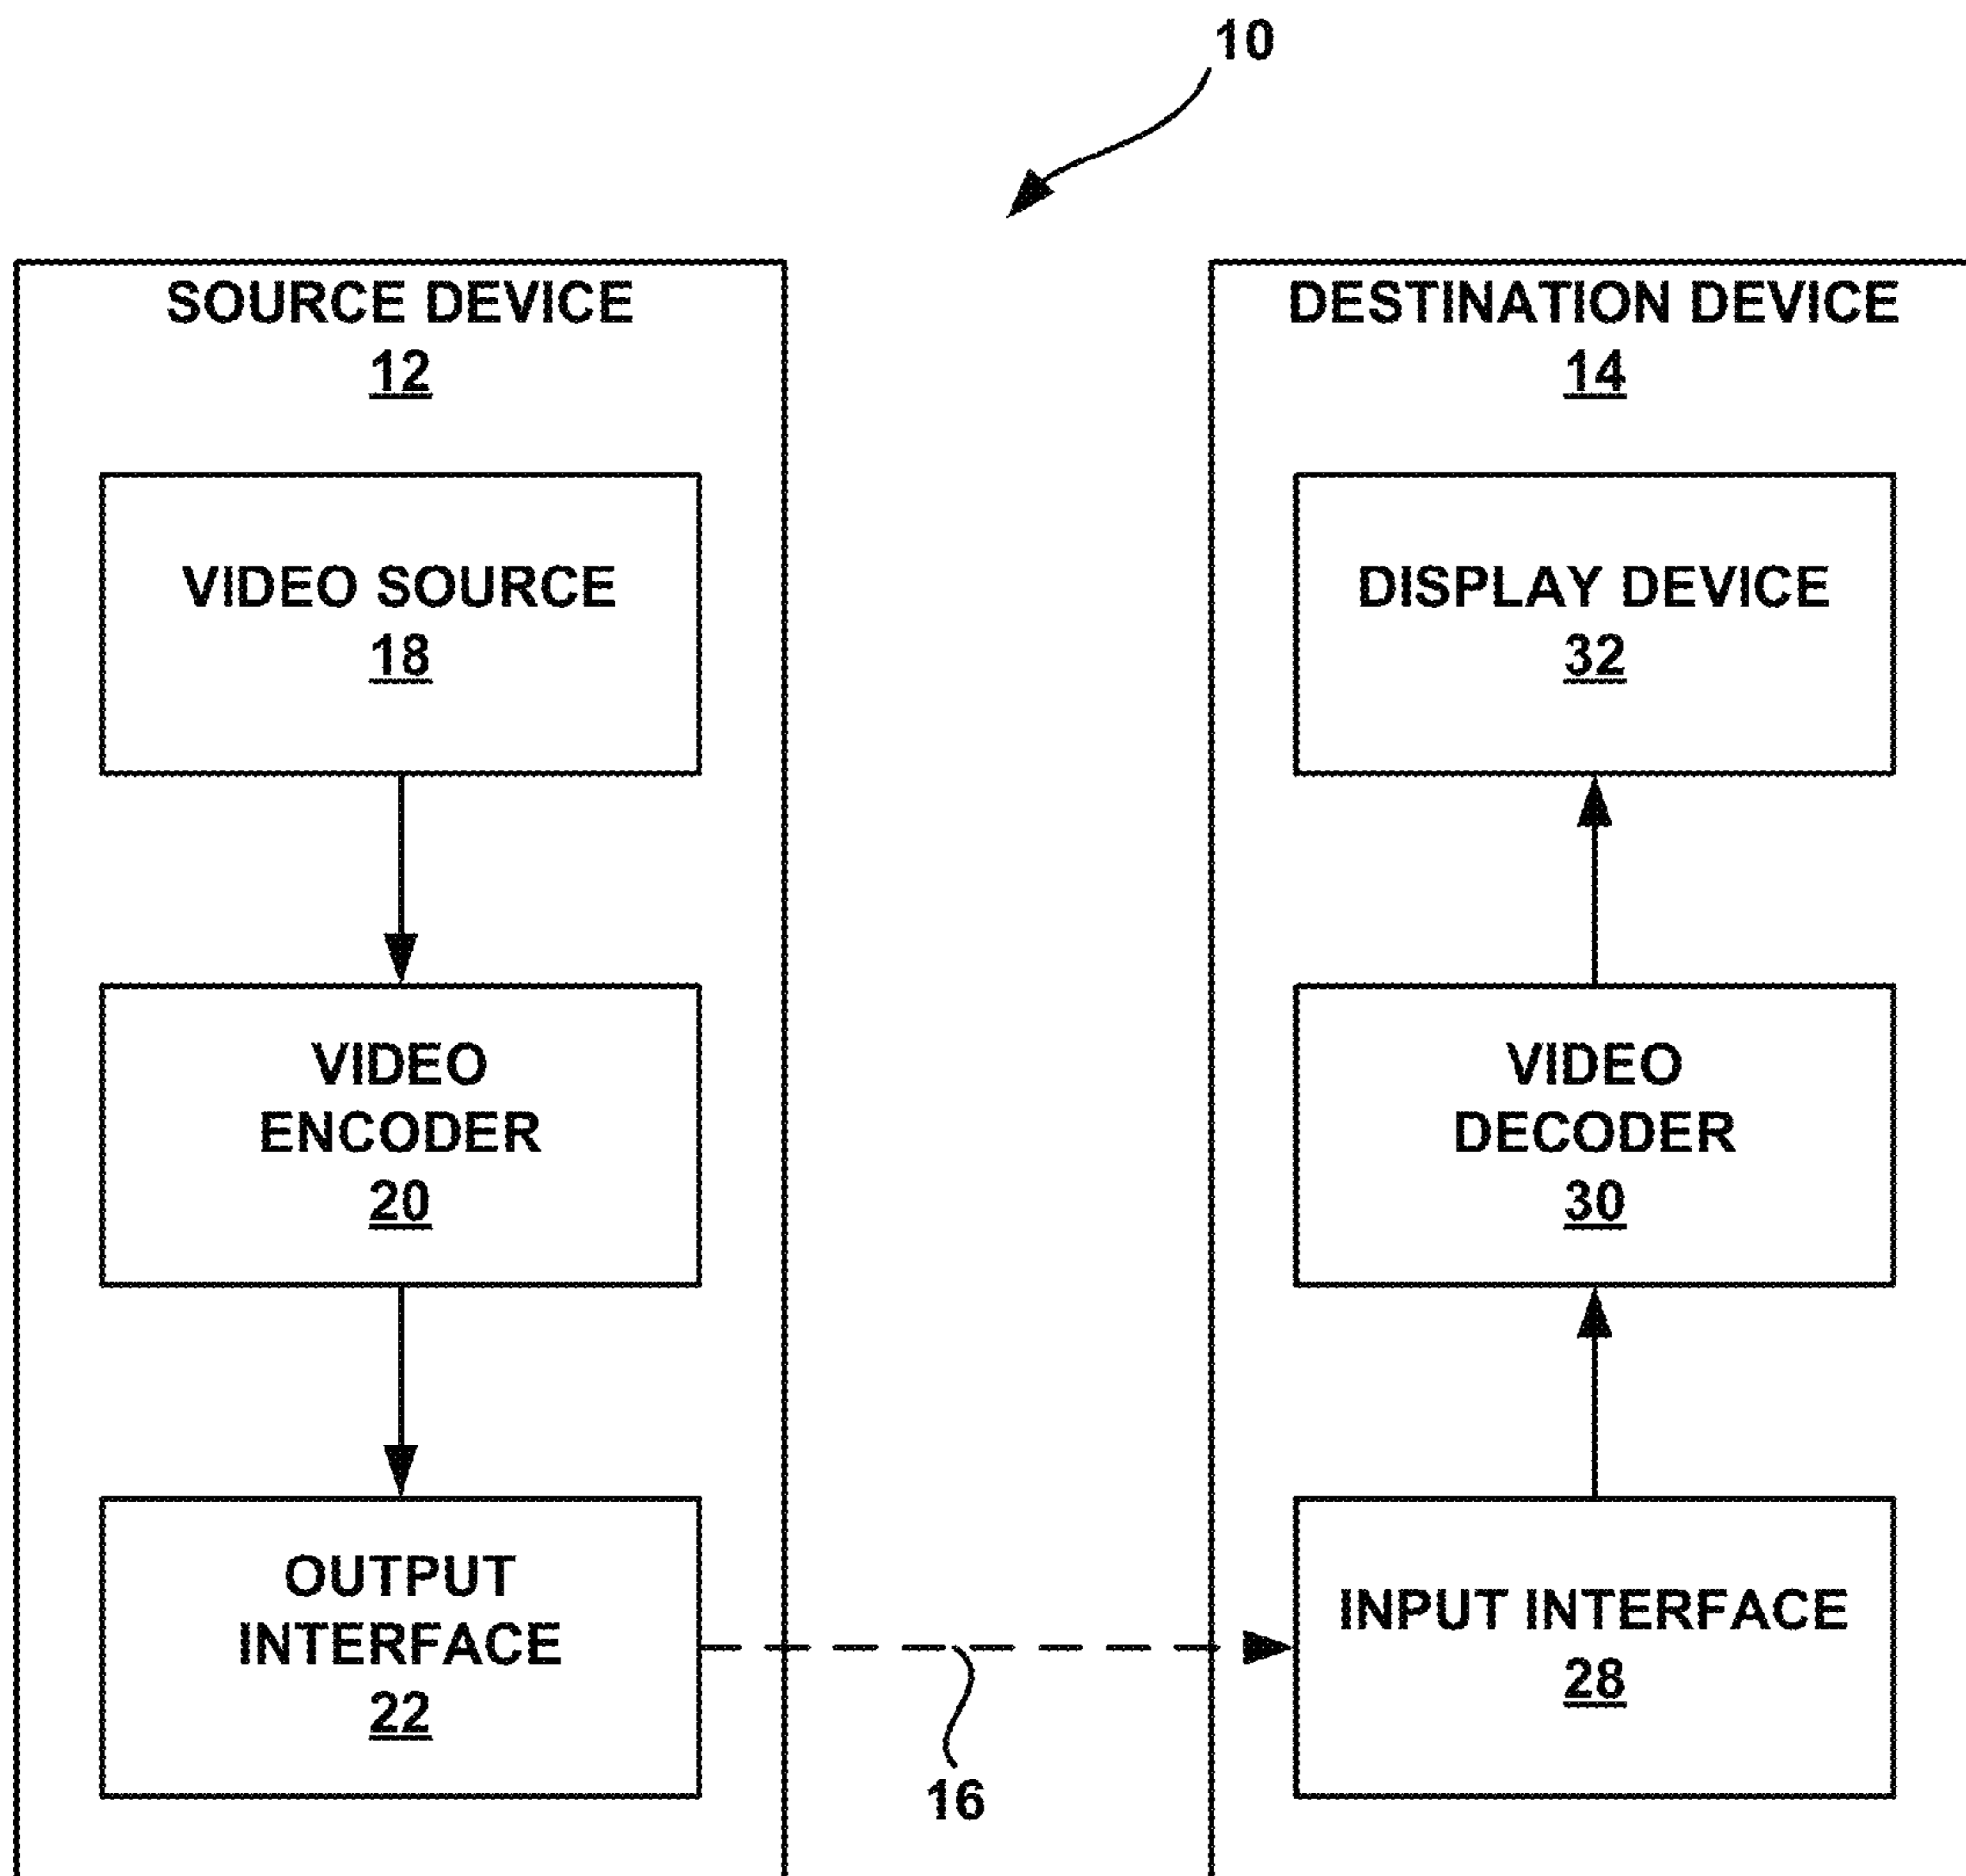 10
SOURCE DEVICE
12
VIDEO SOURCE
18
VIDEO
ENCODER
20
OUTPUT
INTERFACE
22
16
DESTINATION DEVICE
14
DISPLAY DEVICE
32
VIDEO
DECODER
30
INPUT INTERFACE
28